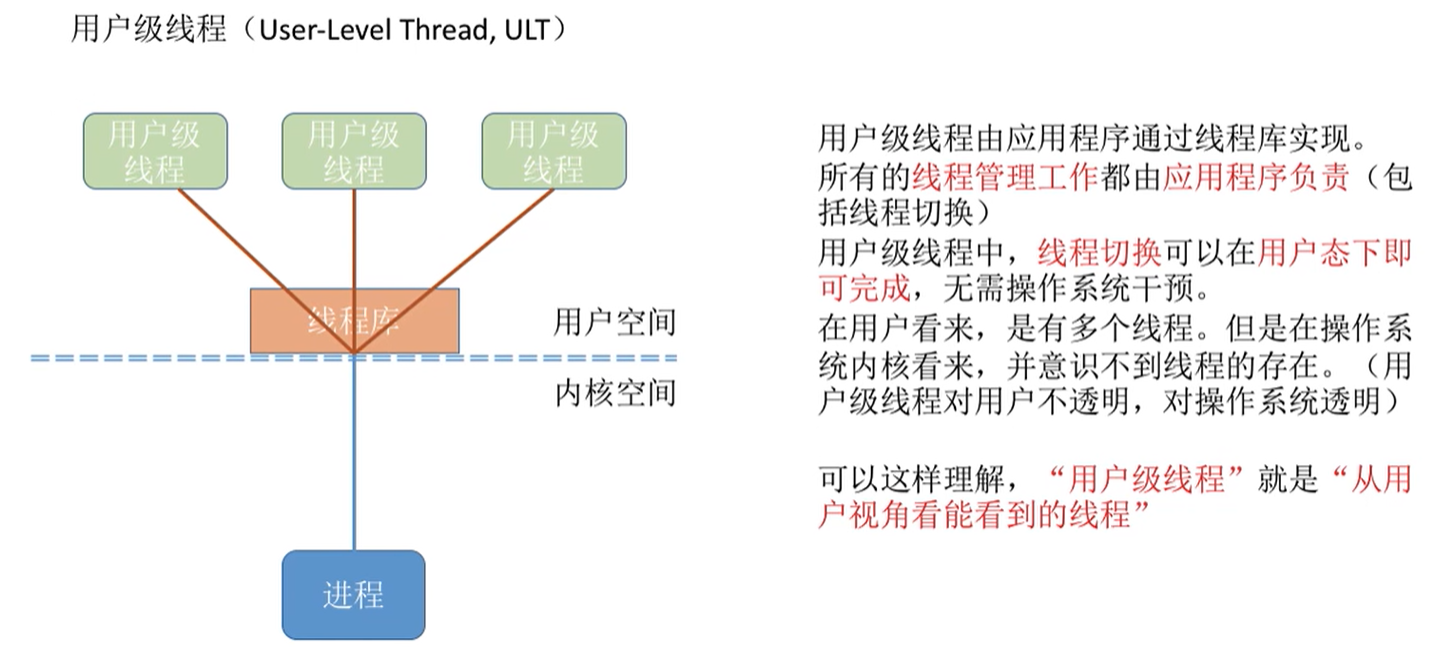 用户级线程（User-Level Thread, ULT）
用户级
线程
用户级
线程
用户级
线程
线程库
用户空间
内核空间
进程
用户级线程由应用程序通过线程库实现。
所有的线程管理工作都由应用程序负责（包
括线程切换）
用户级线程中，线程切换可以在用户态下即
可完成，无需操作系统干预。
在用户看来，是有多个线程。但是在操作系
统内核看来，并意识不到线程的存在。（用
户级线程对用户不透明，对操作系统透明）
可以这样理解，“用户级线程”就是“从用
户视角看能看到的线程”